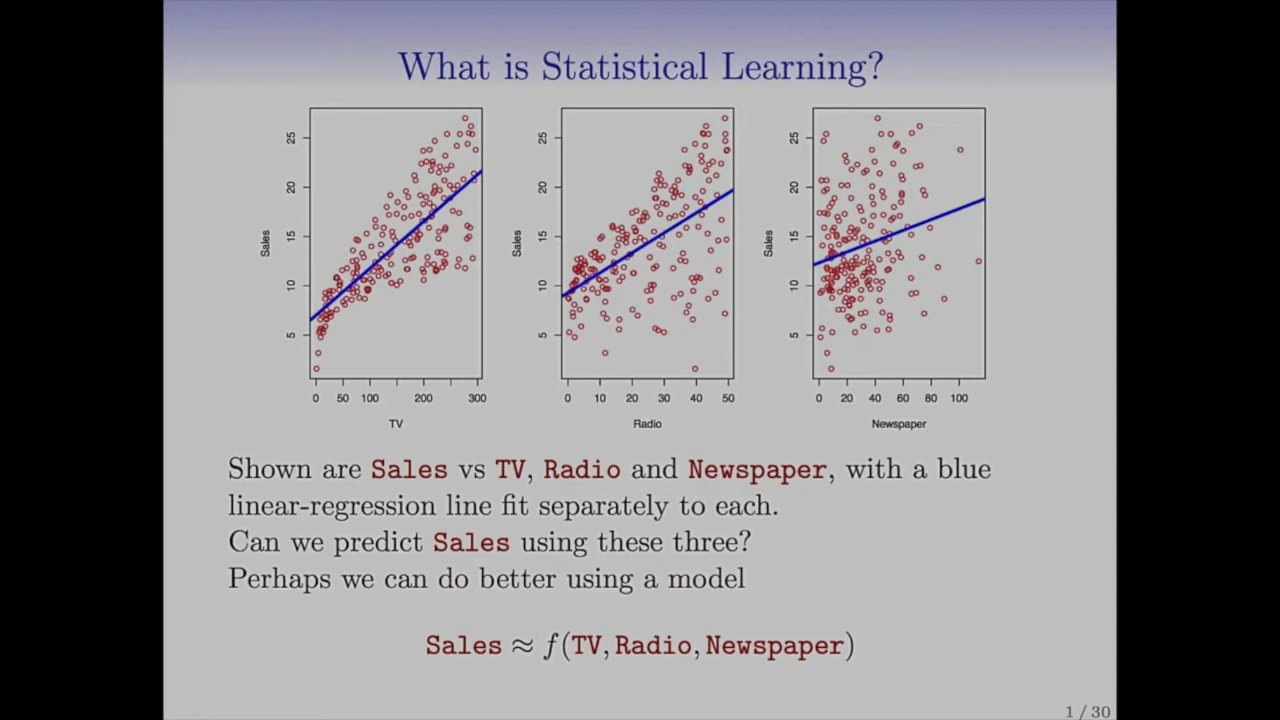 What is Statistical Learning?
5 10 15 20 25
Sales
0 50 100 200 300
TV
5 10 15 20 25
Sales
0 10 20 30 40 50
Radio
5 10 15 20 25
Sales
0 20 40 60 80 100
Newspaper
Shown are Sales vs TV, Radio and Newspaper, with a blue
linear-regression line fit separately to each.
Can we predict Sales using these three?
Perhaps we can do better using a model
Sales ≈ f(TV, Radio, Newspaper)
1 / 30